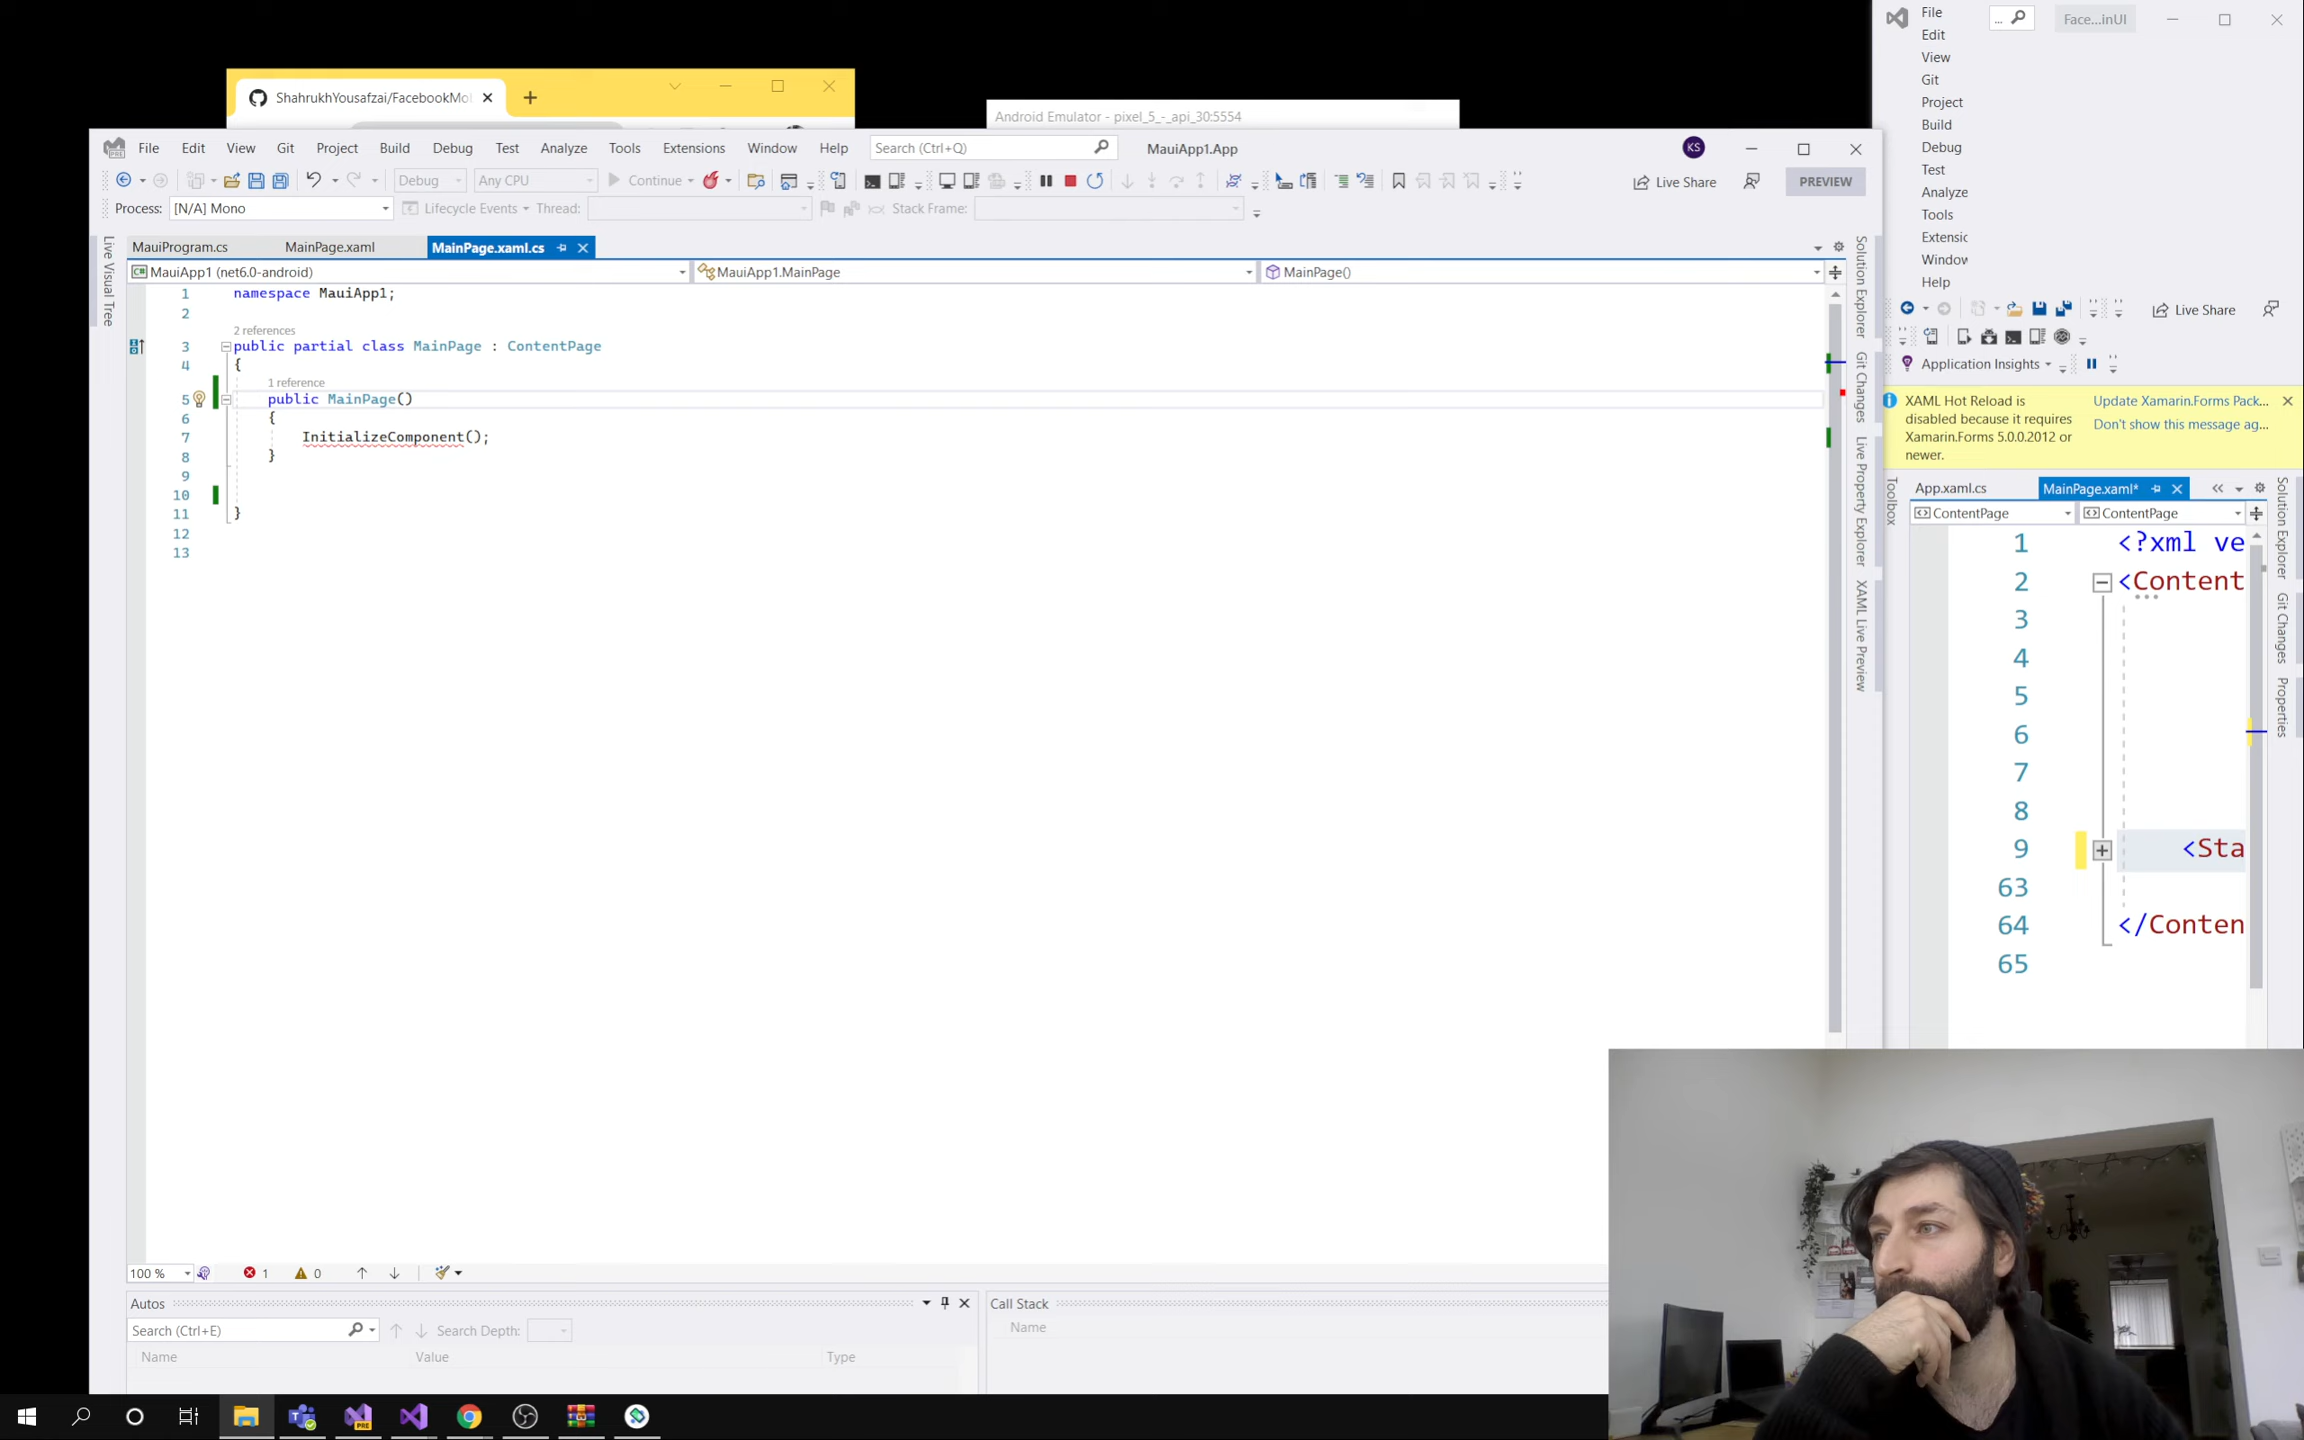 ShahrukhYousafzai/FacebookMo
Android Emulator - pixel_5_-_api_30:5554
File Edit View Git Project Build Debug Test Analyze Tools Extensions Window Help Search (Ctrl+Q) MauiApp1.App KS
Debug Any CPU Continue Live Share PREVIEW
Process: [N/A] Mono Lifecycle Events Thread: Stack Frame:
MauiProgram.cs MainPage.xaml MainPage.xaml.cs
MauiApp1 (net6.0-android) MauiApp1.MainPage MainPage()
Live Visual Tree
1 namespace MauiApp1;
2
2 references
3 public partial class MainPage : ContentPage
4 {
1 reference
5 public MainPage()
6 {
7 InitializeComponent();
8 }
9
10
11 }
12
13
100 % 1 0
Autos
Search (Ctrl+E) Search Depth:
Name Value Type
Call Stack
Name
Solution Explorer
Git Changes
Live Property Explorer
XAML Live Preview
File
Edit
View
Git
Project
Build
Debug
Test
Analyze
Tools
Extensic
Window
Help
... Face...inUI
Live Share
Application Insights
XAML Hot Reload is
disabled because it requires
Xamarin.Forms 5.0.0.2012 or
newer.
Update Xamarin.Forms Pack...
Don't show this message ag...
Toolbox
App.xaml.cs MainPage.xaml*
ContentPage ContentPage
1 <?xml ve
2 <Content
3
4
5
6
7
8
9 <Sta
63
64 </Conten
65
Solution Explorer
Git Changes
Properties